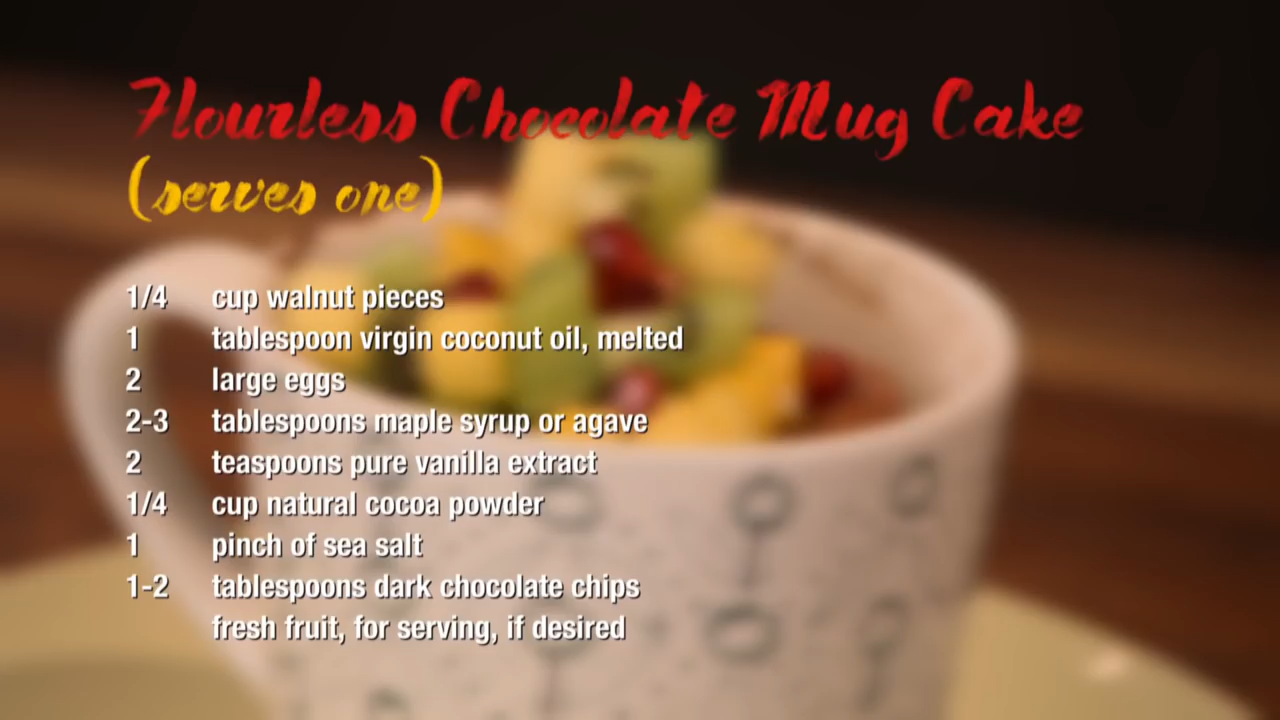 Flourless Chocolate Mug Cake
(serves one)
1/4 cup walnut pieces
1 tablespoon virgin coconut oil, melted
2 large eggs
2-3 tablespoons maple syrup or agave
2 teaspoons pure vanilla extract
1/4 cup natural cocoa powder
1 pinch of sea salt
1-2 tablespoons dark chocolate chips
fresh fruit, for serving, if desired